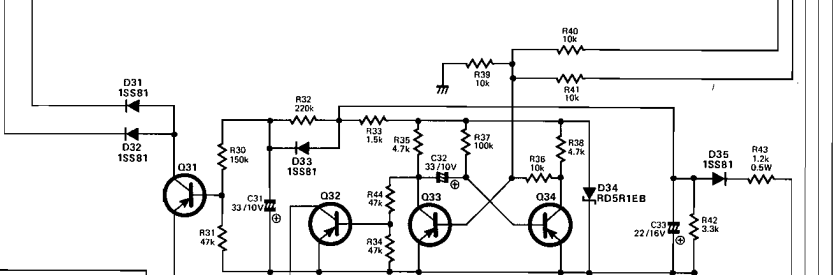 R40
10k
R39
10k
R41
10k
D31
1SS81
D32
1SS81
R32
220k
D33
1SS81
R33
1.5k
R35
4.7k
C32
33/10V
R37
100k
R36
10k
R38
4.7k
D35
1SS81
R43
1.2k
0.5W
R30
150k
Q31
R31
47k
C31
33/10V
Q32
R44
47k
R34
47k
Q33
Q34
D34
RD5R1EB
C33
22/16V
R42
3.3k